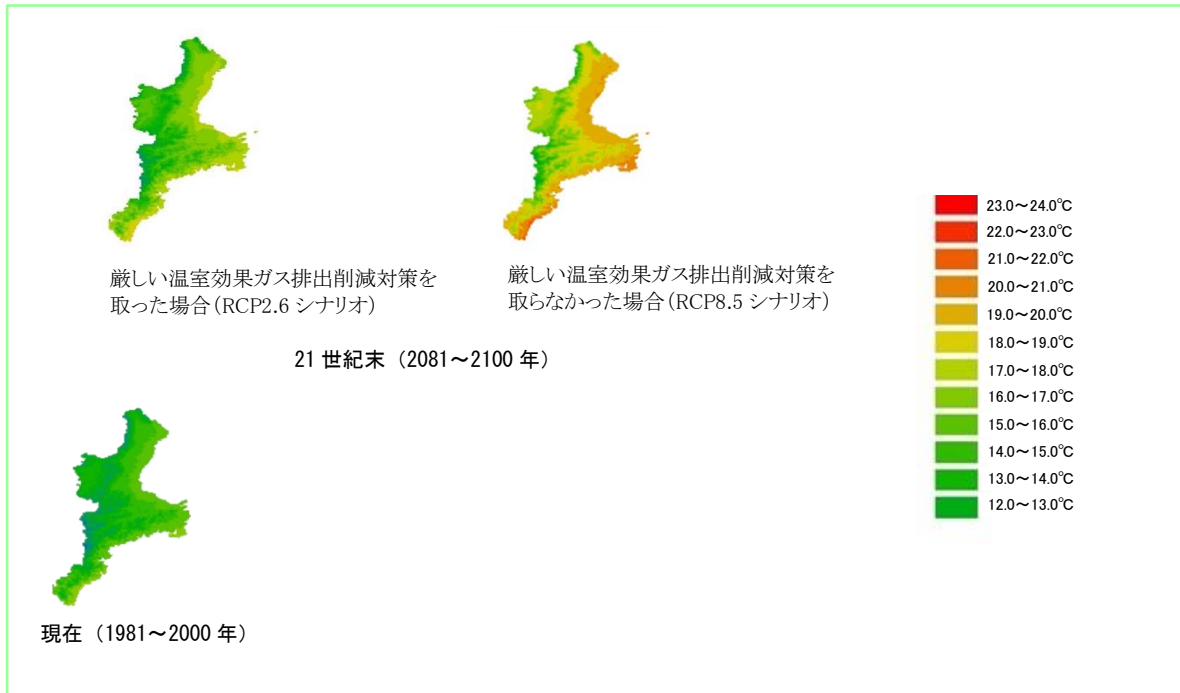 厳しい温室効果ガス排出削減対策を
取った場合(RCP2.6 シナリオ)
厳しい温室効果ガス排出削減対策を
取らなかった場合(RCP8.5 シナリオ)
21 世紀末 (2081~2100 年)
現在 (1981~2000 年)
23.0~24.0℃
22.0~23.0℃
21.0~22.0℃
20.0~21.0℃
19.0~20.0℃
18.0~19.0℃
17.0~18.0℃
16.0~17.0℃
15.0~16.0℃
14.0~15.0℃
13.0~14.0℃
12.0~13.0℃